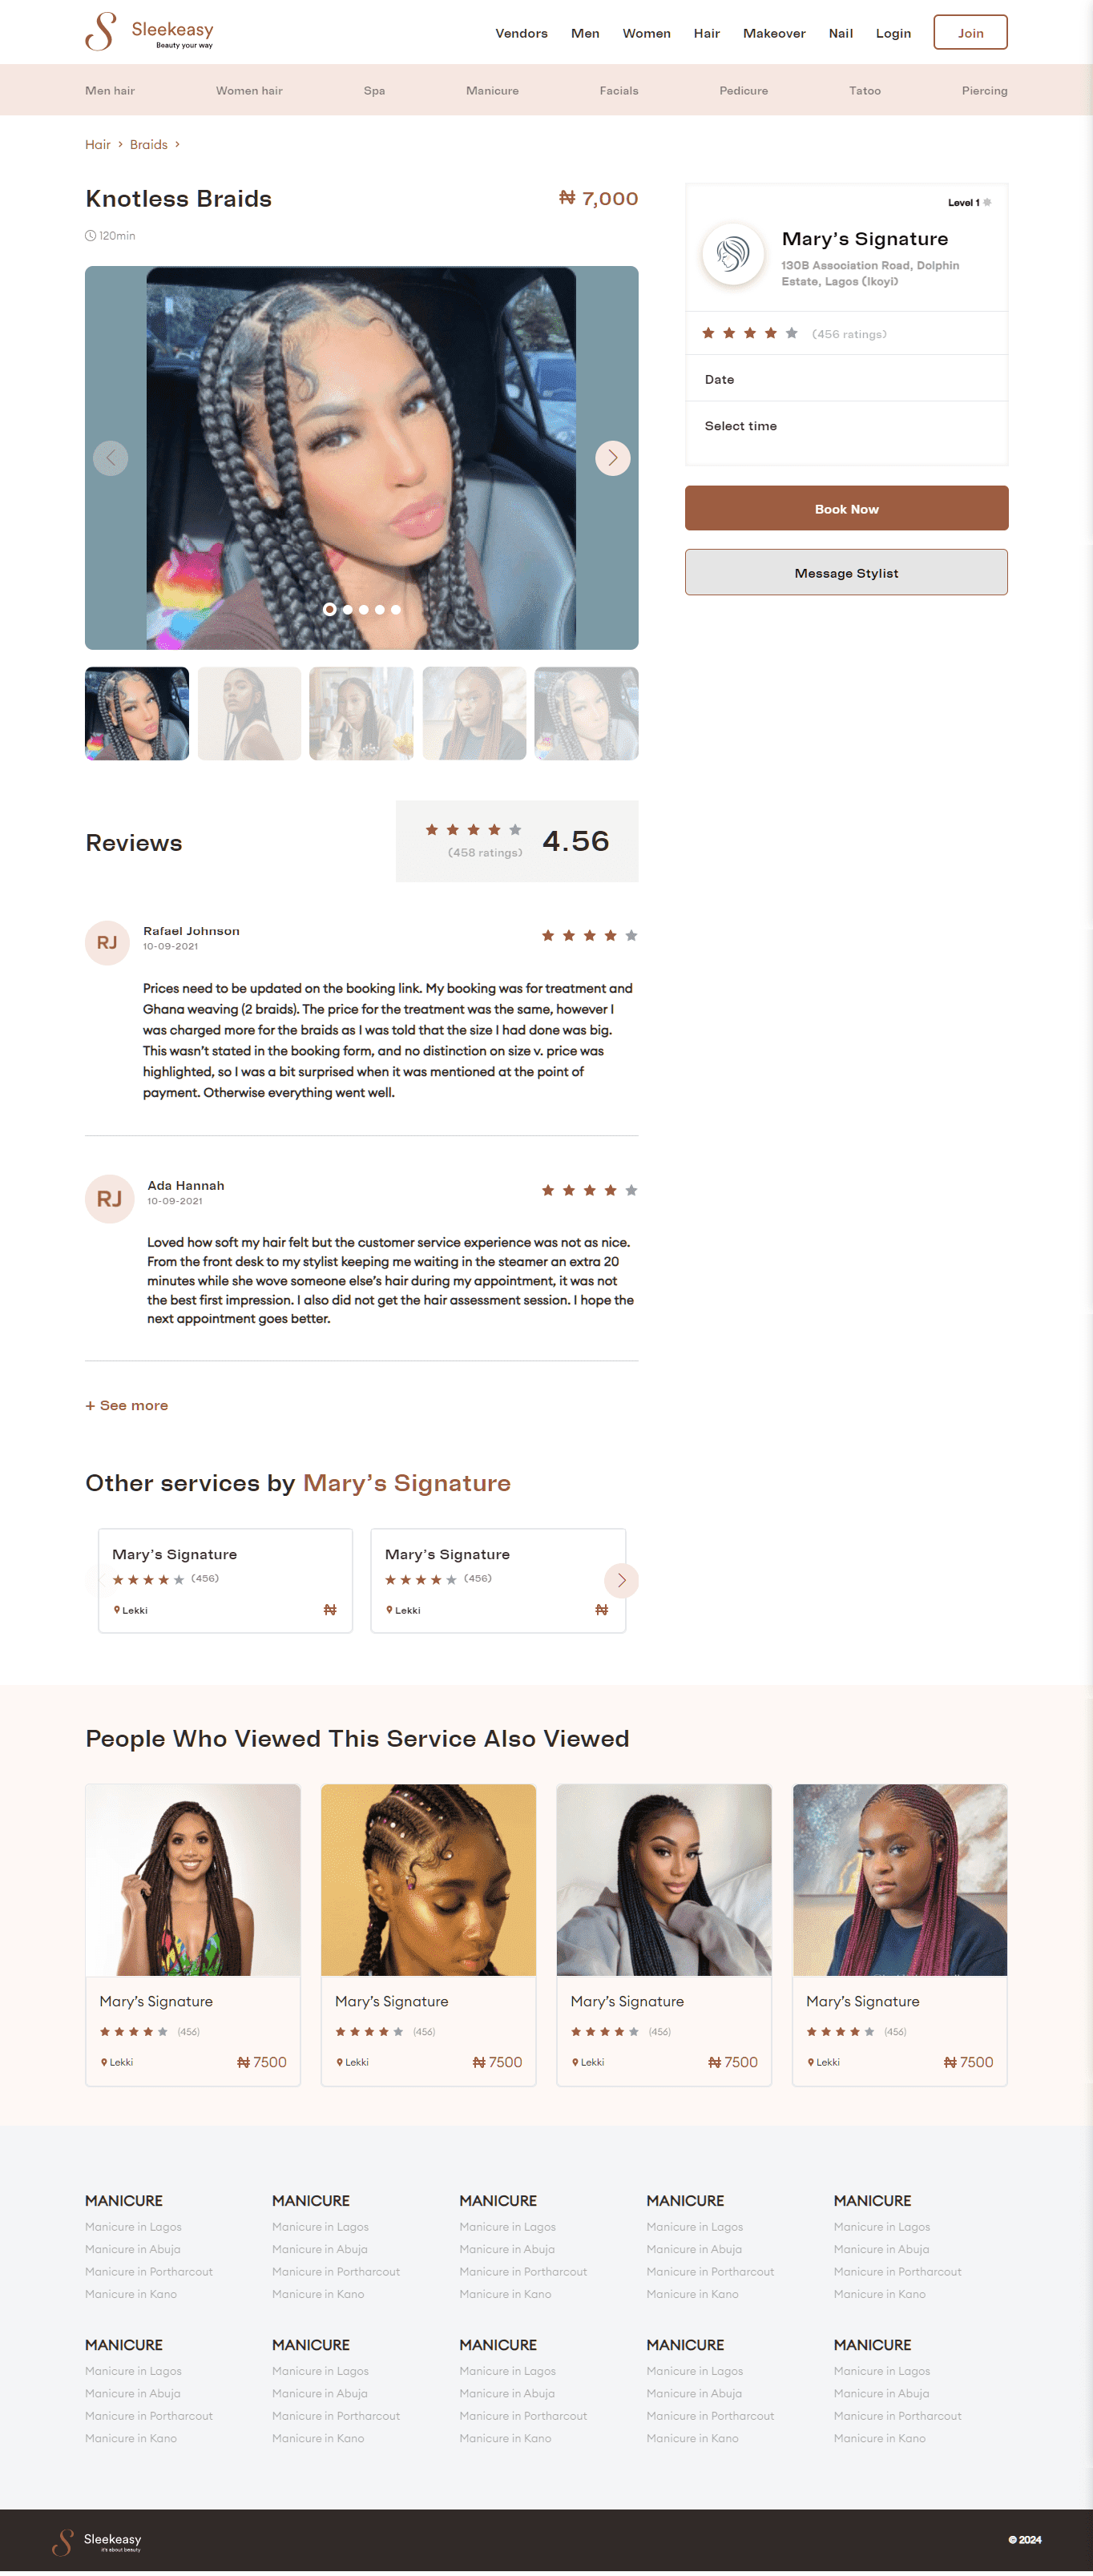 Sleekeasy
Beauty your way
Vendors Men Women Hair Makeover Nail Login Join
Men hair Women hair Spa Manicure Facials Pedicure Tatoo Piercing
Hair > Braids >
Knotless Braids
₦ 7,000
120min
Level 1
Mary’s Signature
130B Association Road, Dolphin
Estate, Lagos (Ikoyi)
(456 ratings)
Date
Select time
Book Now
Message Stylist
Reviews
(458 ratings)
4.56
RJ
Rafael Johnson
10-09-2021
Prices need to be updated on the booking link. My booking was for treatment and
Ghana weaving (2 braids). The price for the treatment was the same, however I
was charged more for the braids as I was told that the size I had done was big.
This wasn’t stated in the booking form, and no distinction on size v. price was
highlighted, so I was a bit surprised when it was mentioned at the point of
payment. Otherwise everything went well.
RJ
Ada Hannah
10-09-2021
Loved how soft my hair felt but the customer service experience was not as nice.
From the front desk to my stylist keeping me waiting in the steamer an extra 20
minutes while she wove someone else’s hair during my appointment, it was not
the best first impression. I also did not get the hair assessment session. I hope the
next appointment goes better.
+ See more
Other services by Mary’s Signature
Mary’s Signature
(456)
Lekki ₦
Mary’s Signature
(456)
Lekki ₦
People Who Viewed This Service Also Viewed
Mary’s Signature
(456)
Lekki ₦ 7500
Mary’s Signature
(456)
Lekki ₦ 7500
Mary’s Signature
(456)
Lekki ₦ 7500
Mary’s Signature
(456)
Lekki ₦ 7500
MANICURE MANICURE MANICURE MANICURE MANICURE
Manicure in Lagos Manicure in Lagos Manicure in Lagos Manicure in Lagos Manicure in Lagos
Manicure in Abuja Manicure in Abuja Manicure in Abuja Manicure in Abuja Manicure in Abuja
Manicure in Portharcout Manicure in Portharcout Manicure in Portharcout Manicure in Portharcout Manicure in Portharcout
Manicure in Kano Manicure in Kano Manicure in Kano Manicure in Kano Manicure in Kano
MANICURE MANICURE MANICURE MANICURE MANICURE
Manicure in Lagos Manicure in Lagos Manicure in Lagos Manicure in Lagos Manicure in Lagos
Manicure in Abuja Manicure in Abuja Manicure in Abuja Manicure in Abuja Manicure in Abuja
Manicure in Portharcout Manicure in Portharcout Manicure in Portharcout Manicure in Portharcout Manicure in Portharcout
Manicure in Kano Manicure in Kano Manicure in Kano Manicure in Kano Manicure in Kano
Sleekeasy
it's about beauty
© 2024